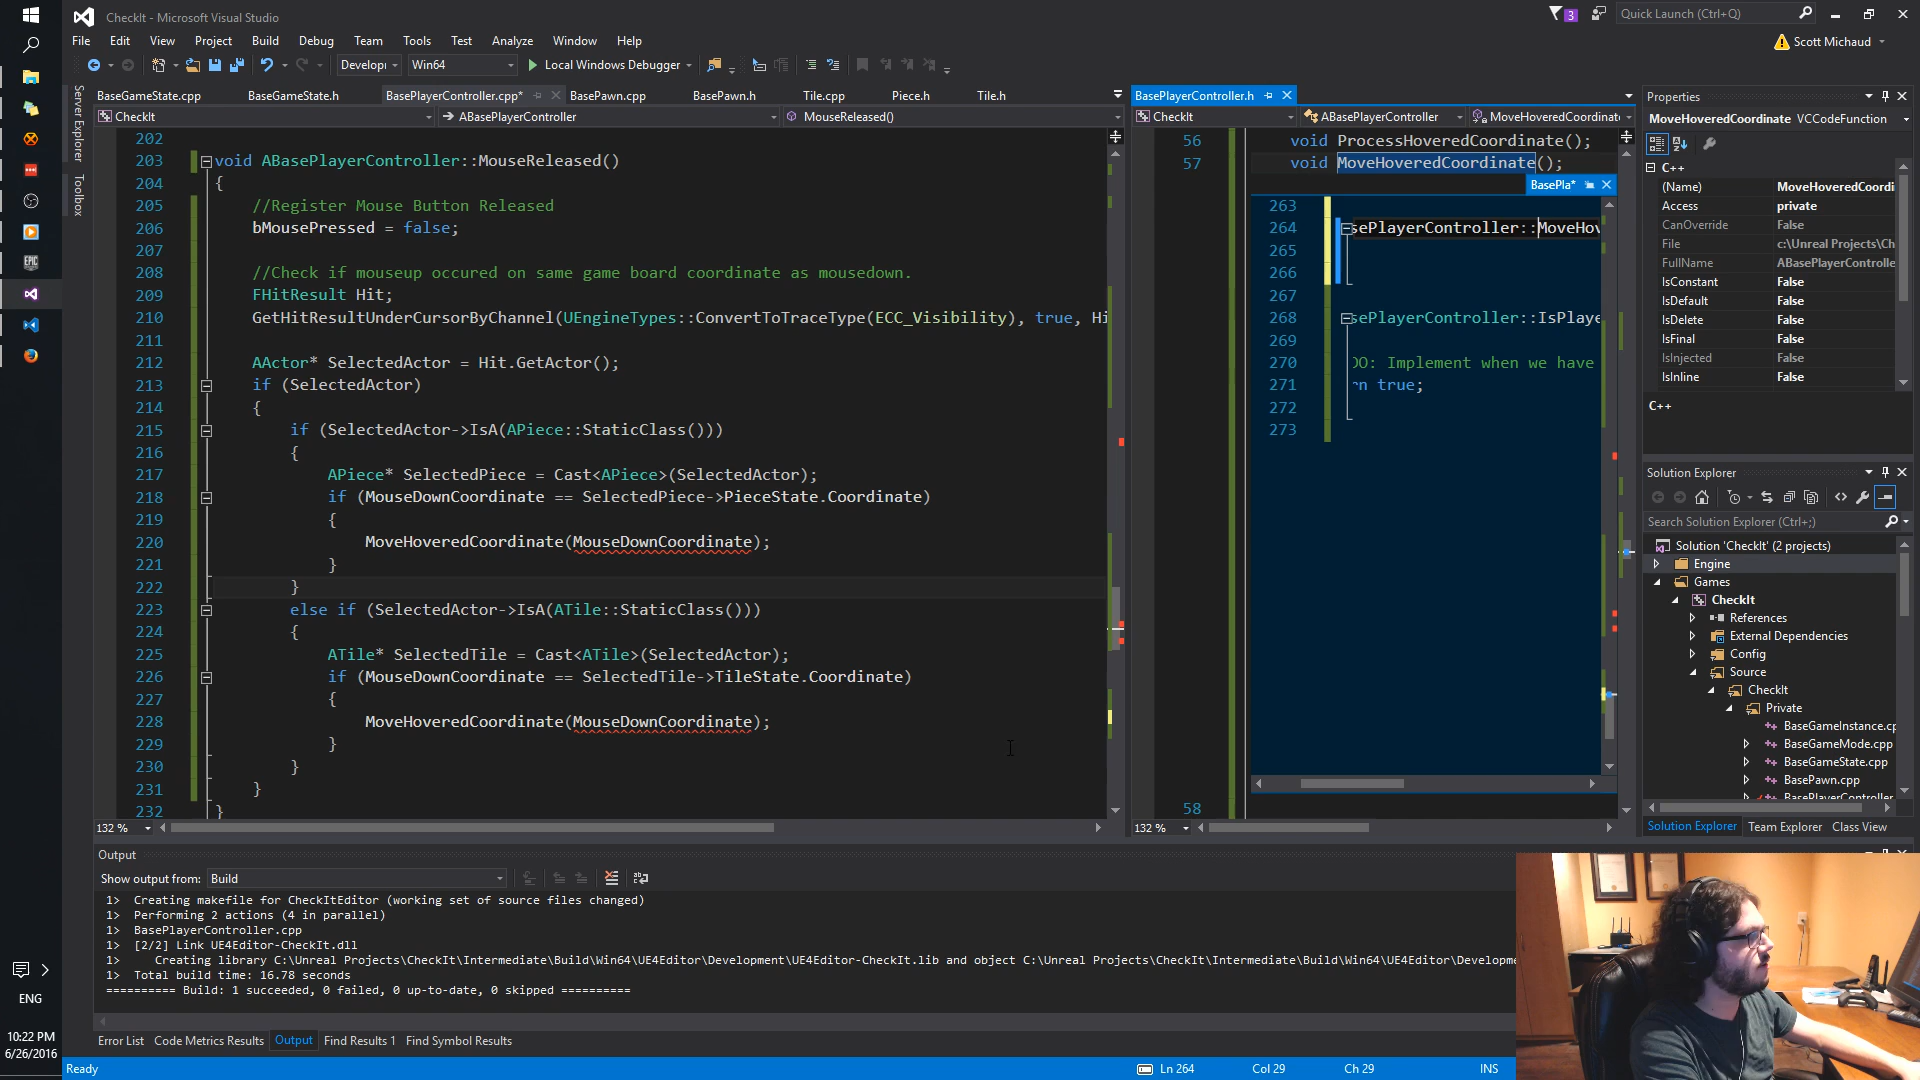 CheckIt - Microsoft Visual Studio
3
Quick Launch (Ctrl+Q)
File Edit View Project Build Debug Team Tools Test Analyze Window Help
Scott Michaud
Develop
Win64
Local Windows Debugger
Server Explorer
Toolbox
BaseGameState.cpp
BaseGameState.h
BasePlayerController.cpp*
BasePawn.cpp
BasePawn.h
Tile.cpp
Piece.h
Tile.h
CheckIt
ABasePlayerController
MouseReleased()
202
203 void ABasePlayerController::MouseReleased()
204 {
205 //Register Mouse Button Released
206 bMousePressed = false;
207
208 //Check if mouseup occured on same game board coordinate as mousedown.
209 FHitResult Hit;
210 GetHitResultUnderCursorByChannel(UEngineTypes::ConvertToTraceType(ECC_Visibility), true, Hi
211
212 AActor* SelectedActor = Hit.GetActor();
213 if (SelectedActor)
214 {
215 if (SelectedActor->IsA(APiece::StaticClass()))
216 {
217 APiece* SelectedPiece = Cast<APiece>(SelectedActor);
218 if (MouseDownCoordinate == SelectedPiece->PieceState.Coordinate)
219 {
220 MoveHoveredCoordinate(MouseDownCoordinate);
221 }
222 }
223 else if (SelectedActor->IsA(ATile::StaticClass()))
224 {
225 ATile* SelectedTile = Cast<ATile>(SelectedActor);
226 if (MouseDownCoordinate == SelectedTile->TileState.Coordinate)
227 {
228 MoveHoveredCoordinate(MouseDownCoordinate);
229 }
230 }
231 }
232 }
132 %
BasePlayerController.h
CheckIt
ABasePlayerController
MoveHoveredCoordinate
56 void ProcessHoveredCoordinate();
57 void MoveHoveredCoordinate();
BasePla*
263
264 sePlayerController::MoveHov
265
266
267
268 sePlayerController::IsPlaye
269
270 DO: Implement when we have
271 rn true;
272
273
58
132 %
Properties
MoveHoveredCoordinate VCCodeFunction
C++
(Name) MoveHoveredCoordi
Access private
CanOverride False
File c:\Unreal Projects\Ch
FullName ABasePlayerControlle
IsConstant False
IsDefault False
IsDelete False
IsFinal False
IsInjected False
IsInline False
C++
Solution Explorer
Search Solution Explorer (Ctrl+;)
Solution 'CheckIt' (2 projects)
Engine
Games
CheckIt
References
External Dependencies
Config
Source
CheckIt
Private
BaseGameInstance.cp
BaseGameMode.cpp
BaseGameState.cpp
BasePawn.cpp
BasePlayerController
Solution Explorer Team Explorer Class View
Output
Show output from: Build
1> Creating makefile for CheckItEditor (working set of source files changed)
1> Performing 2 actions (4 in parallel)
1> BasePlayerController.cpp
1> [2/2] Link UE4Editor-CheckIt.dll
1> Creating library C:\Unreal Projects\CheckIt\Intermediate\Build\Win64\UE4Editor\Development\UE4Editor-CheckIt.lib and object C:\Unreal Projects\CheckIt\Intermediate\Build\Win64\UE4Editor\Developme
1> Total build time: 16.78 seconds
========== Build: 1 succeeded, 0 failed, 0 up-to-date, 0 skipped ==========
Error List Code Metrics Results Output Find Results 1 Find Symbol Results
Ready
Ln 264 Col 29 Ch 29 INS
ENG
10:22 PM
6/26/2016